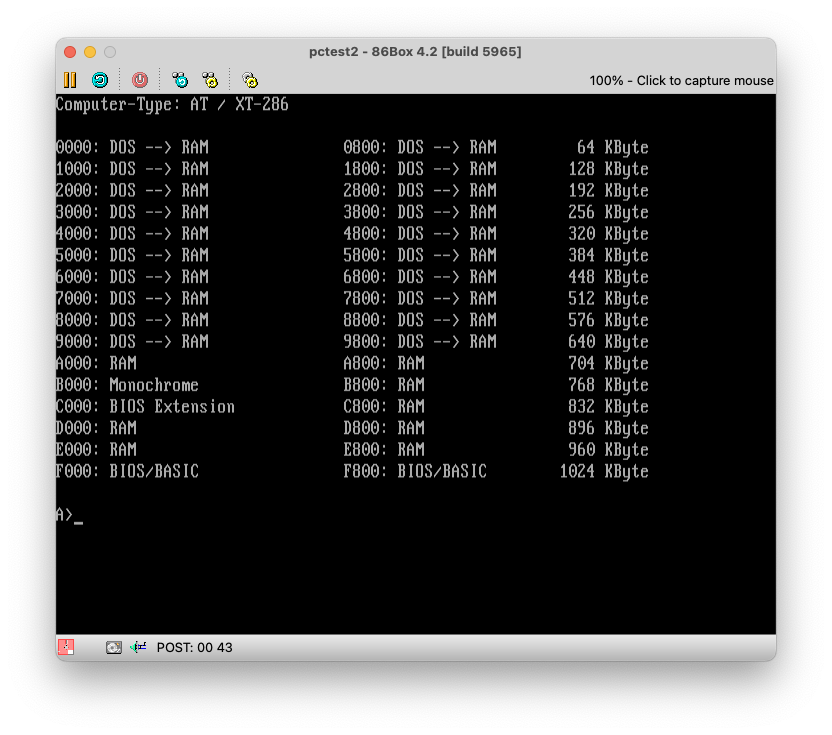 pctest2 - 86Box 4.2 [build 5965]
100% - Click to capture mouse
Computer-Type: AT / XT-286
0000: DOS --> RAM 0800: DOS --> RAM 64 KByte
1000: DOS --> RAM 1800: DOS --> RAM 128 KByte
2000: DOS --> RAM 2800: DOS --> RAM 192 KByte
3000: DOS --> RAM 3800: DOS --> RAM 256 KByte
4000: DOS --> RAM 4800: DOS --> RAM 320 KByte
5000: DOS --> RAM 5800: DOS --> RAM 384 KByte
6000: DOS --> RAM 6800: DOS --> RAM 448 KByte
7000: DOS --> RAM 7800: DOS --> RAM 512 KByte
8000: DOS --> RAM 8800: DOS --> RAM 576 KByte
9000: DOS --> RAM 9800: DOS --> RAM 640 KByte
A000: RAM A800: RAM 704 KByte
B000: Monochrome B800: RAM 768 KByte
C000: BIOS Extension C800: RAM 832 KByte
D000: RAM D800: RAM 896 KByte
E000: RAM E800: RAM 960 KByte
F000: BIOS/BASIC F800: BIOS/BASIC 1024 KByte
A>_
POST: 00 43